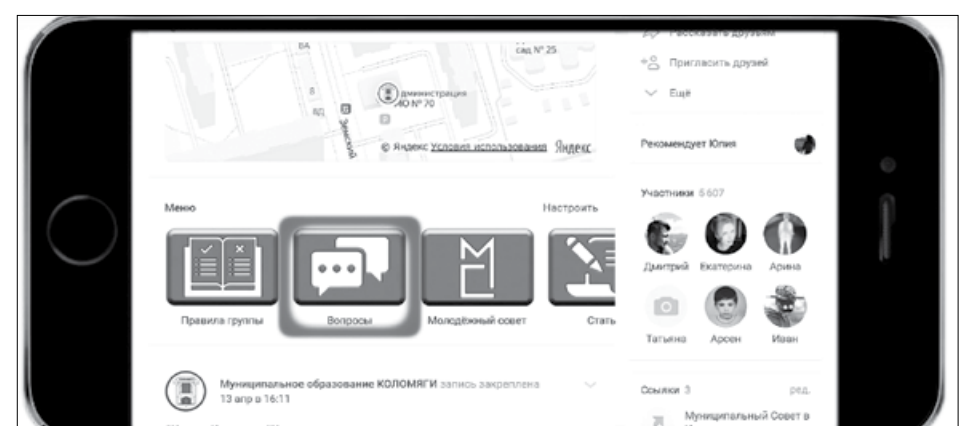 8А
сад № 25
Рассказать друзьям
Пригласить друзей
Ещё
8
8Д
дминистрация
МО № 70
Земский
© Яндекс Условия использования Яндекс
Рекомендует Юлия
Участники 5 607
Дмитрий Екатерина Арина
Татьяна Арсен Иван
Меню Настроить
Правила группы Вопросы Молодёжный совет Стать
Муниципальное образование КОЛОМЯГИ запись закреплена
13 апр в 16:11
Ссылки 3 ред.
Муниципальный Совет в